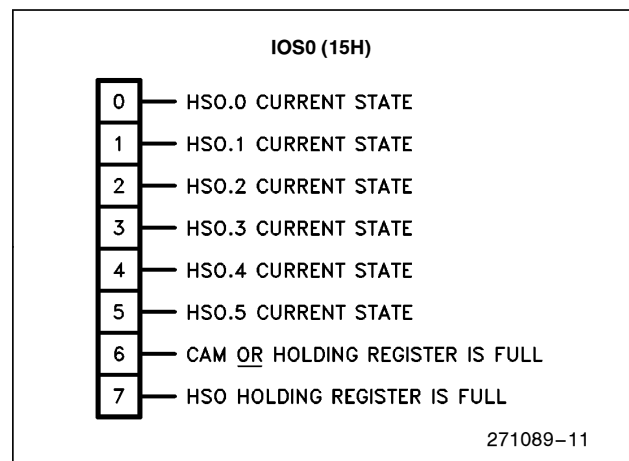 IOS0 (15H)
0 HSO.0 CURRENT STATE
1 HSO.1 CURRENT STATE
2 HSO.2 CURRENT STATE
3 HSO.3 CURRENT STATE
4 HSO.4 CURRENT STATE
5 HSO.5 CURRENT STATE
6 CAM OR HOLDING REGISTER IS FULL
7 HSO HOLDING REGISTER IS FULL
271089–11